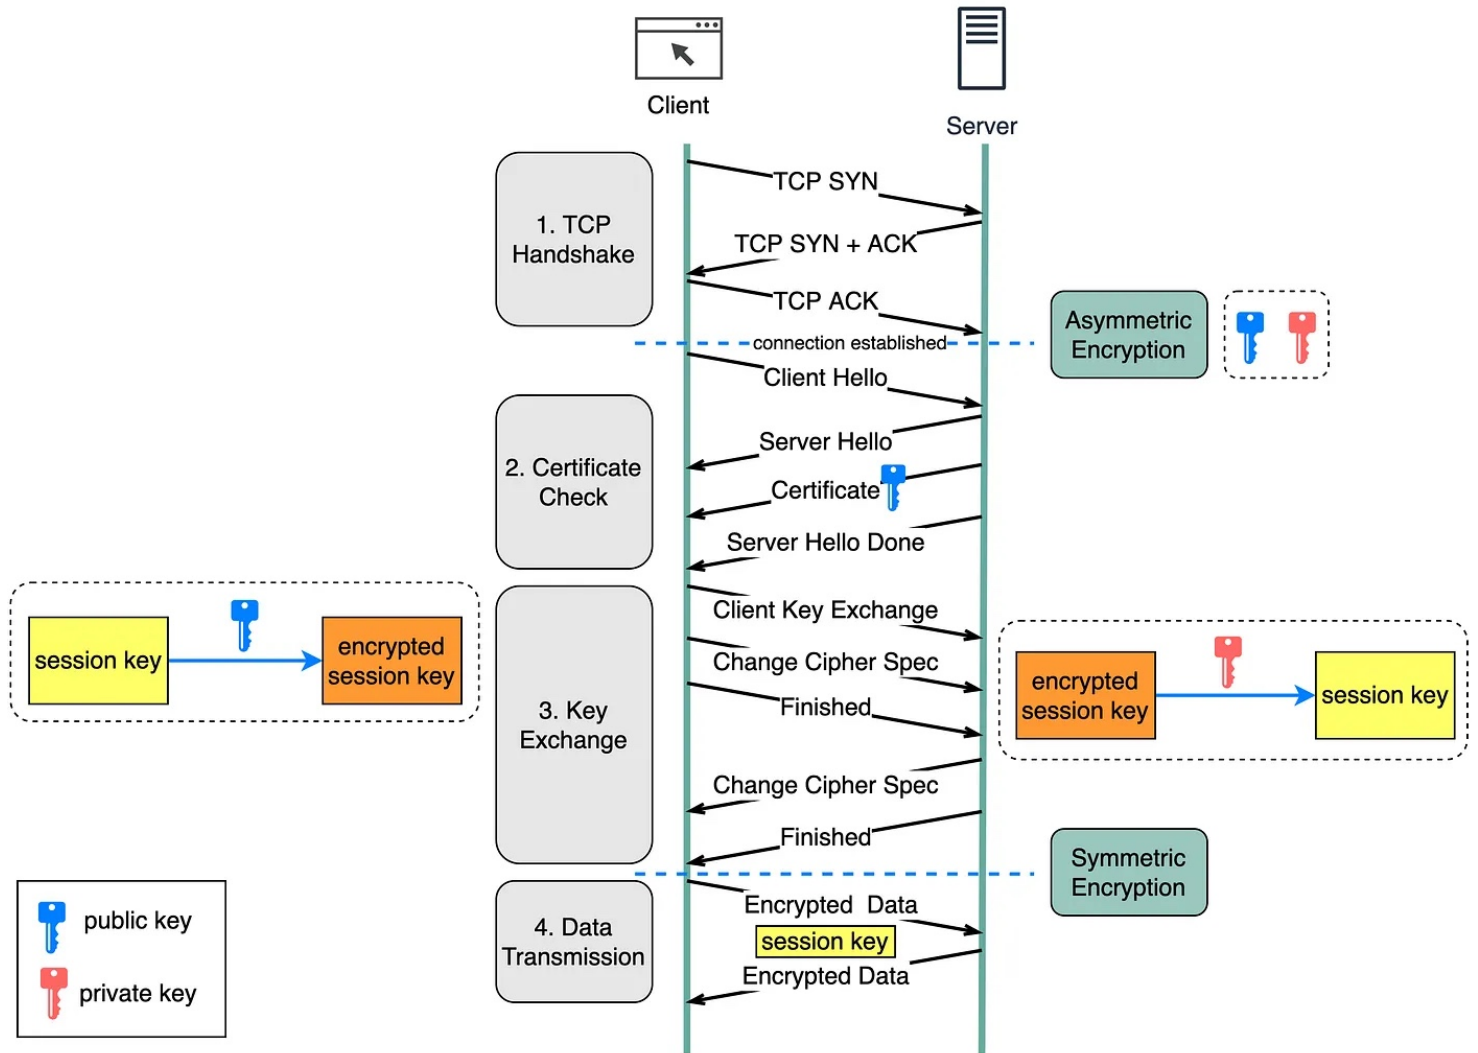 Client
Server
1. TCP
Handshake
TCP SYN
TCP SYN + ACK
TCP ACK
connection established
Asymmetric
Encryption
Client Hello
2. Certificate
Check
Server Hello
Certificate
Server Hello Done
session key
encrypted
session key
3. Key
Exchange
Client Key Exchange
Change Cipher Spec
Finished
encrypted
session key
session key
Change Cipher Spec
Finished
Symmetric
Encryption
4. Data
Transmission
Encrypted Data
session key
Encrypted Data
public key
private key